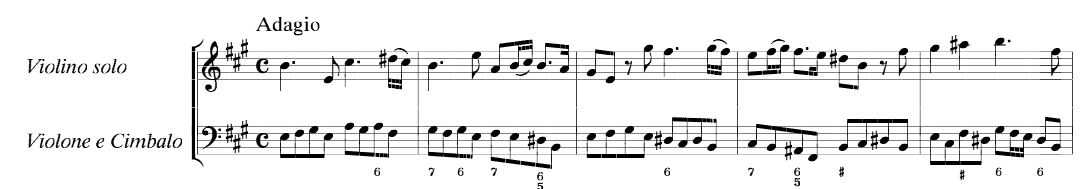 Adagio
Violino solo
Violone e Cimbalo
6 7 6 7 6 6 7 6 # # 6 6
5 5